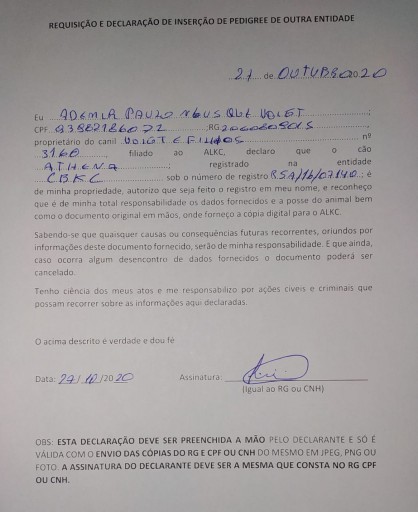 REQUISIÇÃO E DECLARAÇÃO DE INSERÇÃO DE PEDIGREE DE OUTRA ENTIDADE
21 de OUTUBRO 2020
Eu ADEMIR PAULO
CPF ;RG ,
proprietário do canil VOIGT E FILHOS nº
3160, filiado ao ALKC, declaro que o cão
ATHENA; registrado na entidade
CBKC sob o número de registro RSA/16/07140.; é
de minha propriedade, autorizo que seja feito o registro em meu nome, e reconheço
que é de minha total responsabilidade os dados fornecidos e a posse do animal bem
como o documento original em mãos, onde forneço a cópia digital para o ALKC.
Sabendo-se que quaisquer causas ou consequências futuras recorrentes, oriundos por
informações deste documento fornecido, serão de minha responsabilidade. E que ainda,
caso ocorra algum desencontro de dados fornecidos o documento poderá ser
cancelado.
Tenho ciência dos meus atos e me responsabilizo por ações cíveis e criminais que
possam recorrer sobre as informações aqui declaradas.
O acima descrito é verdade e dou fé
Data: 21/10/2020 Assinatura:
(Igual ao RG ou CNH)
OBS: ESTA DECLARAÇÃO DEVE SER PREENCHIDA A MÃO PELO DECLARANTE E SÓ É
VÁLIDA COM O ENVIO DAS CÓPIAS DO RG E CPF OU CNH DO MESMO EM JPEG, PNG OU
FOTO. A ASSINATURA DO DECLARANTE DEVE SER A MESMA QUE CONSTA NO RG CPF
OU CNH.